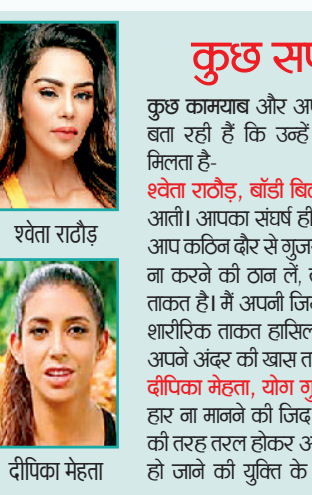 कुछ
कुछ कामयाब और
बता रही हैं कि उन्हें
मिलता है-
श्वेता राठौड़, बॉडी
आती। आपका संघर्ष ही
आप कठिन दौर से
ना करने की ठान लें,
ताकत है। मैं अपनी
शारीरिक ताकत हासिल
अपने अंदर की खास
दीपिका मेहता, योग
हार ना मानने की जिद
की तरह तरल होकर
हो जाने की युक्ति के
श्वेता राठौड़
दीपिका मेहता